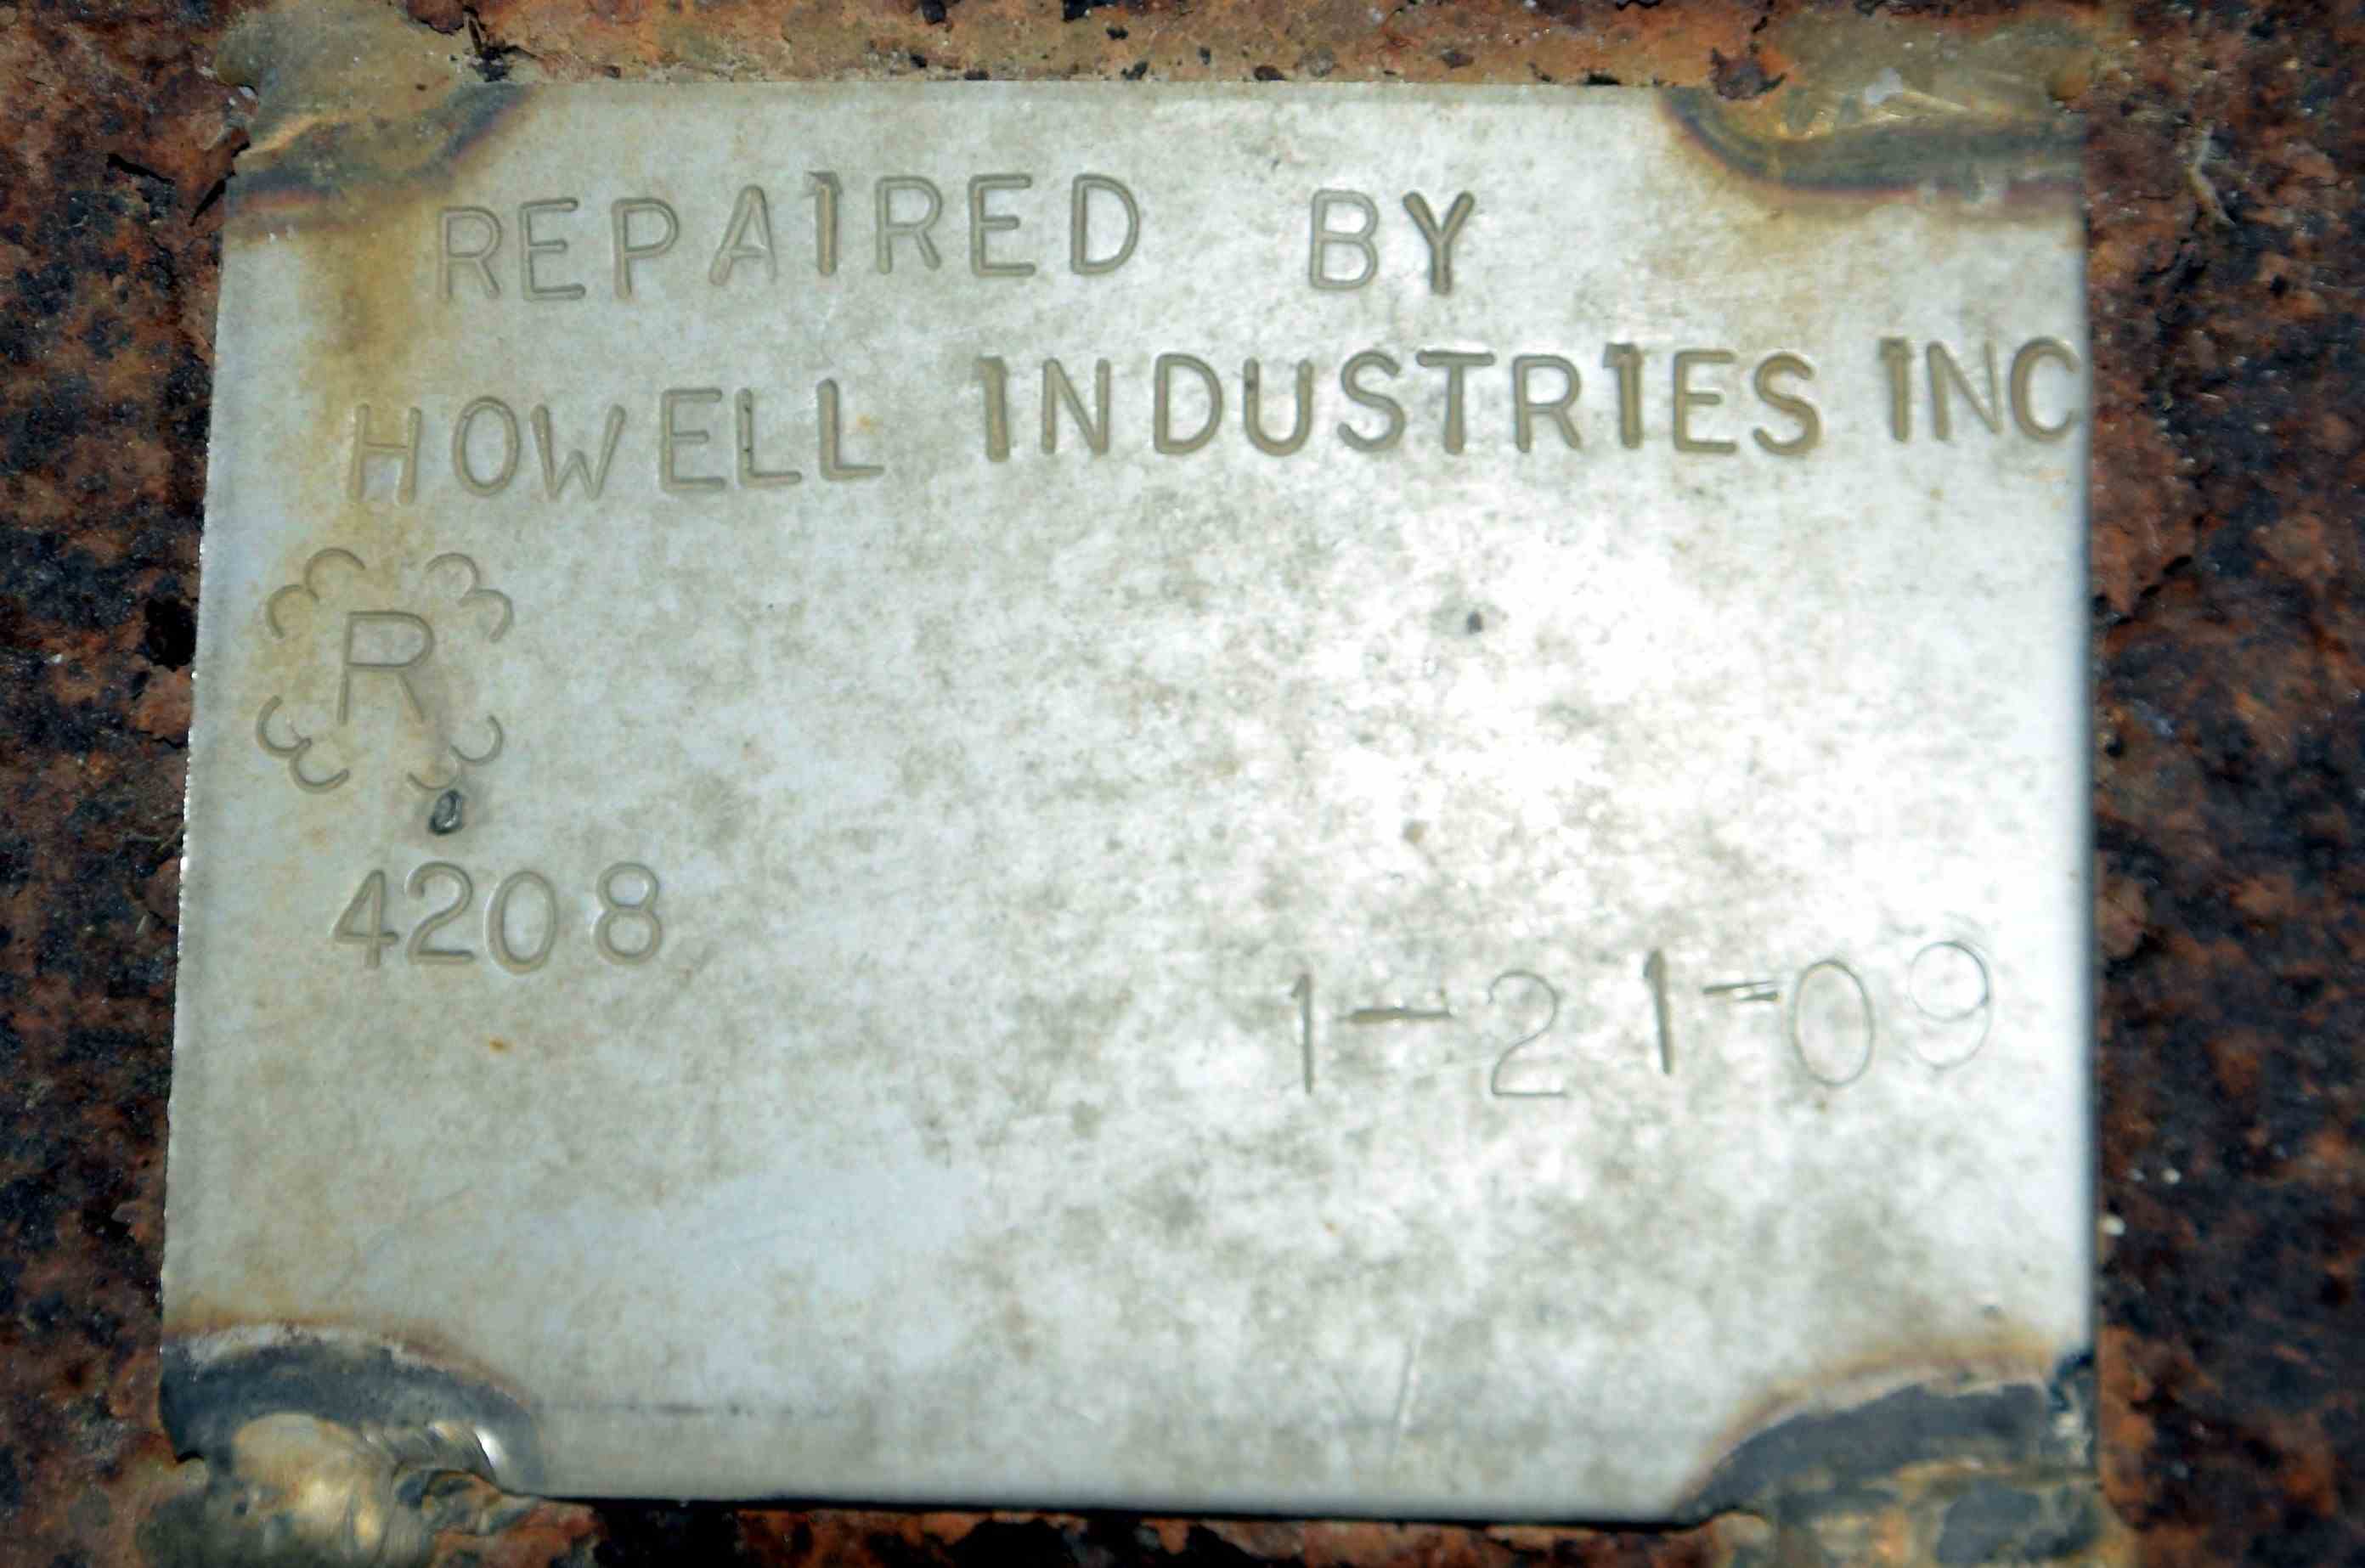 REPAIRED BY
HOWELL INDUSTRIES INC
R
4208
1-21-09